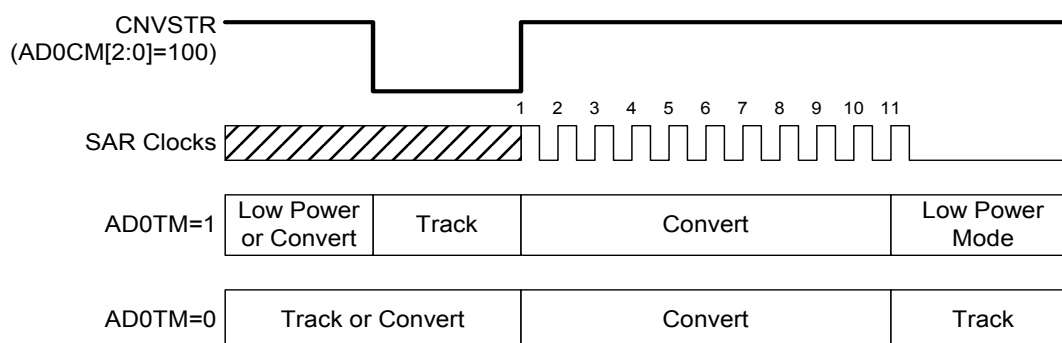 CNVSTR
(AD0CM[2:0]=100)
1 2 3 4 5 6 7 8 9 10 11
SAR Clocks
AD0TM=1
Low Power
or Convert
Track
Convert
Low Power
Mode
AD0TM=0
Track or Convert
Convert
Track